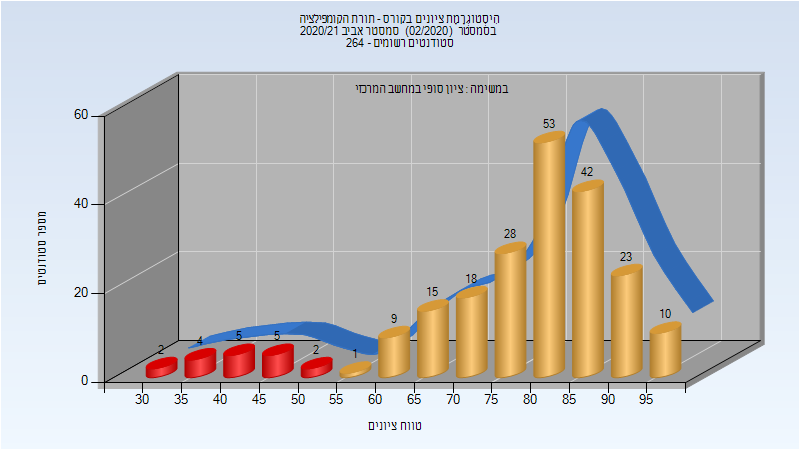 היסטוגרמת ציונים בקורס - תורת הקומפילציה
בסמסטר (02/2020) סמסטר אביב 2020/21
סטודנטים רשומים - 264
במשימה : ציון סופי במחשב המרכזי
60
40
20
0
מספר סטודנטים
2
4
5
5
2
1
9
15
18
28
53
42
23
10
30 35 40 45 50 55 60 65 70 75 80 85 90 95
טווח ציונים